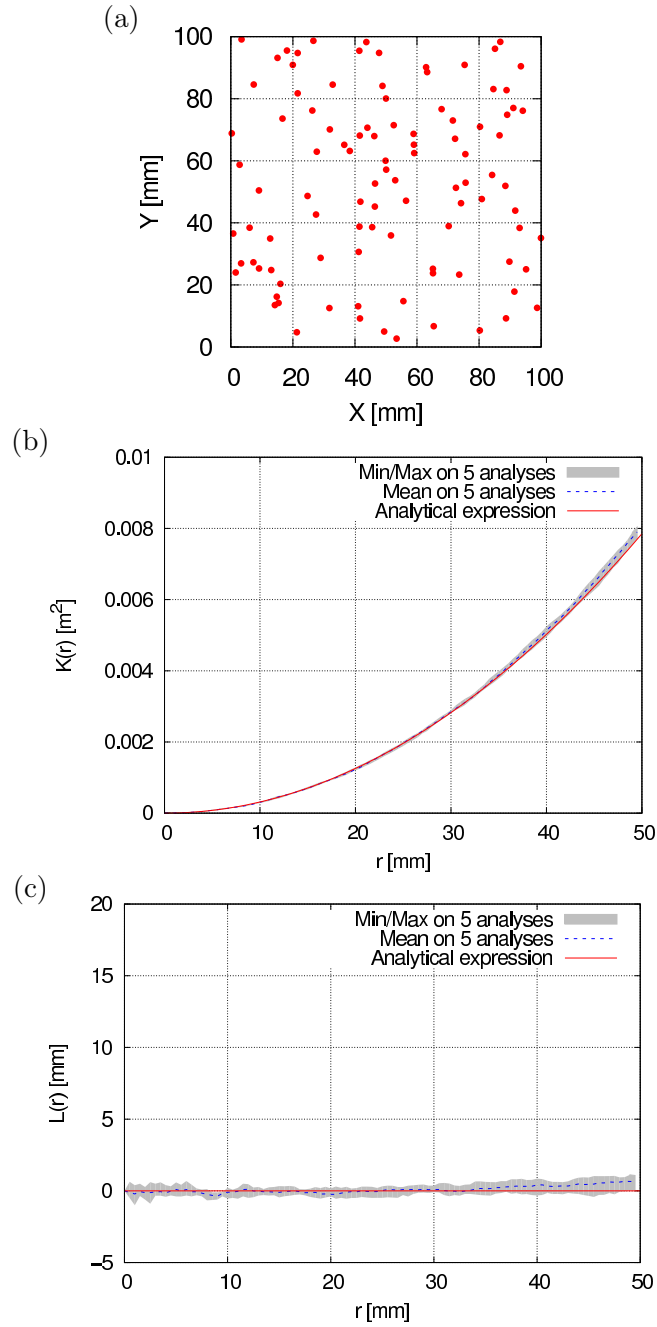 (a)
100
80
60
40
20
0
Y [mm]
0 20 40 60 80 100
X [mm]
(b)
0.01
0.008
0.006
0.004
0.002
0
K(r) [m²]
Min/Max on 5 analyses
Mean on 5 analyses
Analytical expression
0 10 20 30 40 50
r [mm]
(c)
20
15
10
5
0
−5
L(r) [mm]
Min/Max on 5 analyses
Mean on 5 analyses
Analytical expression
0 10 20 30 40 50
r [mm]